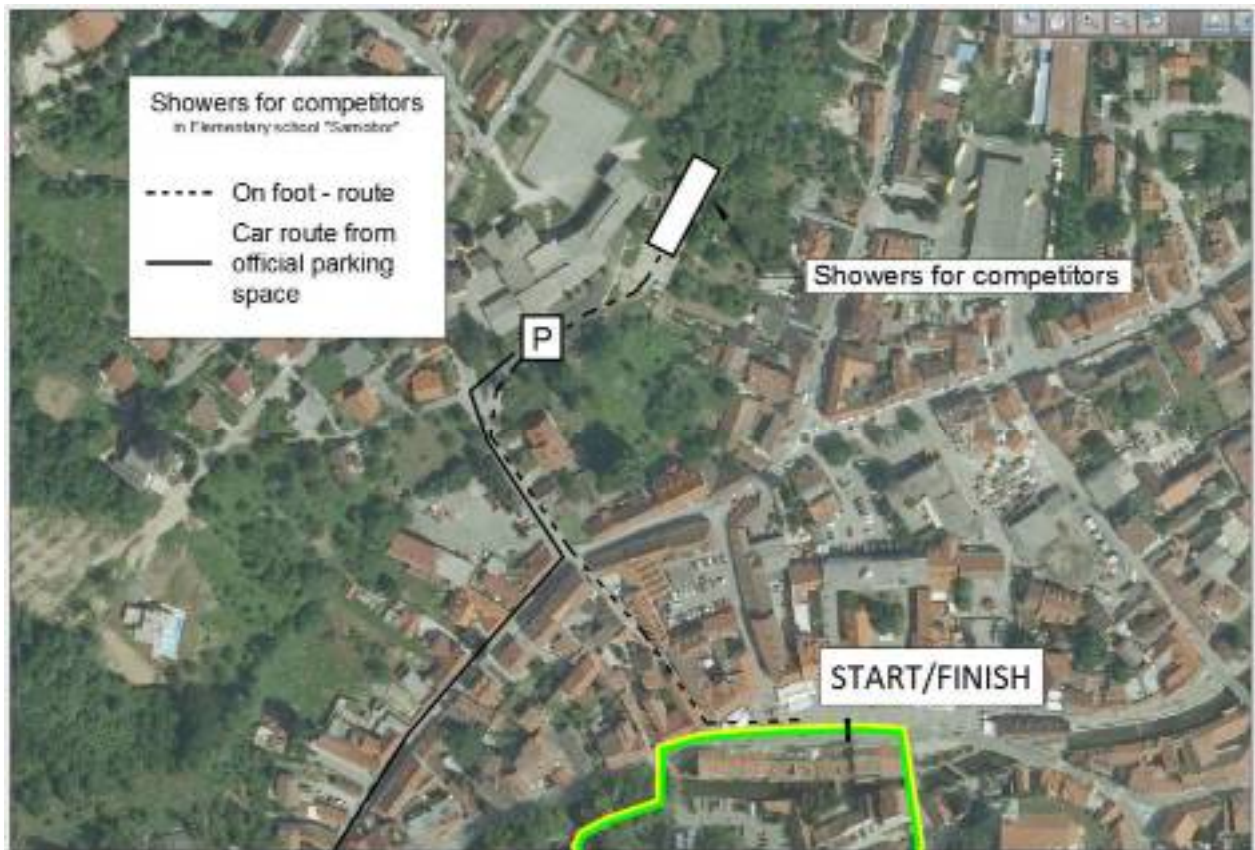 Showers for competitors
in Elementary school "Samobor"
On foot - route
Car route from
official parking
space
P
Showers for competitors
START/FINISH